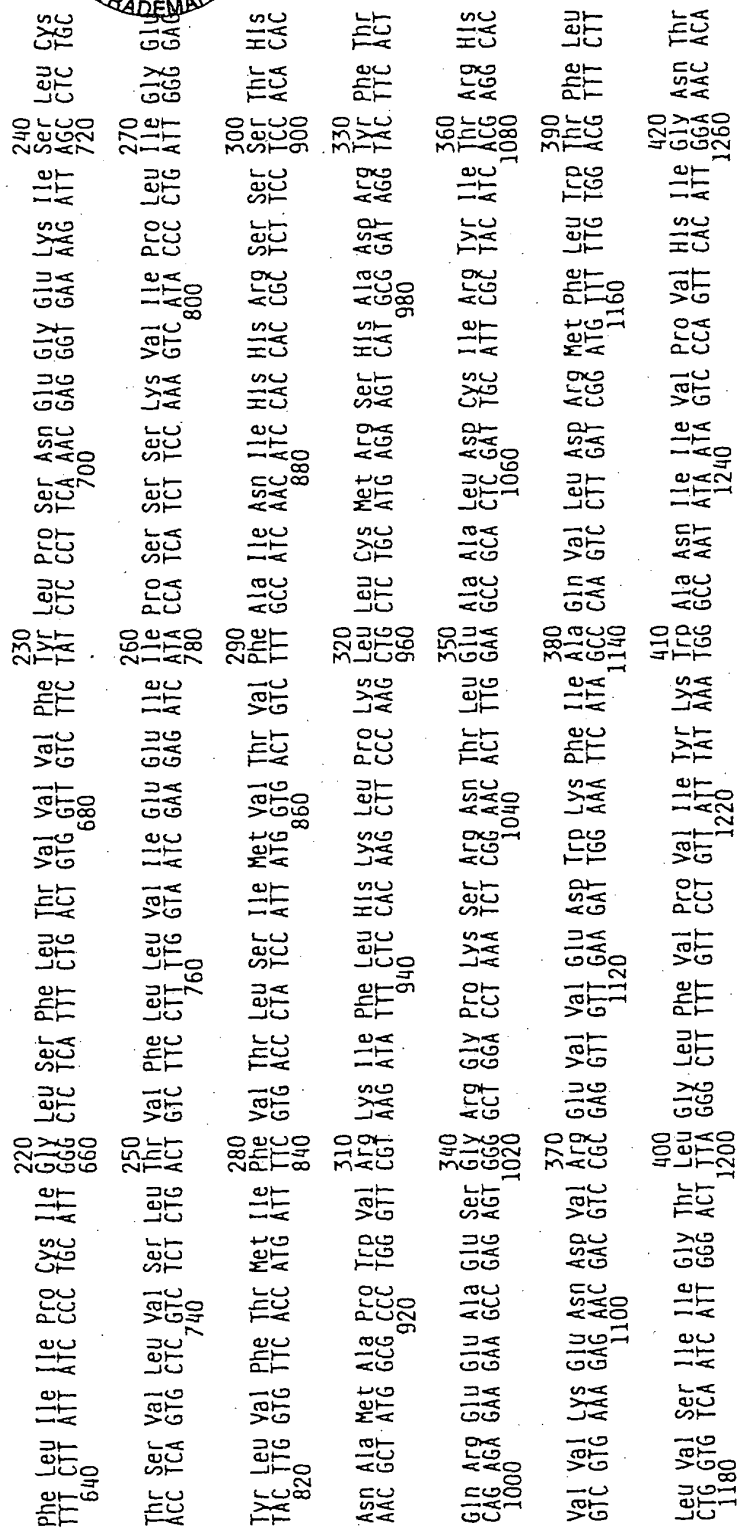 RADEMA
220 230 240
Phe Leu Ile Ile Pro Cys Ile Gly Leu Ser Phe Leu Thr Val Val Val Phe Tyr Leu Pro Ser Asn Glu Gly Glu Lys Ile Ser Leu Cys
TTT CTT ATT ATC CCC TGC ATT GGG CTC TCA TTT CTG ACT GTG GTT GTC TTC TAT CTC CCT TCA AAC GAG GGT GAA AAG ATT AGC CTC TGC
640 660 680 700 720
250 260 270
Thr Ser Val Leu Val Ser Leu Thr Val Phe Leu Leu Val Ile Glu Glu Ile Ile Pro Ser Ser Ser Lys Val Ile Pro Leu Ile Gly Glu
ACC TCA GTG CTC GTC TCT CTG ACT GTC TTC CTT TTG GTA ATC GAA GAG ATC ATA CCA TCA TCT TCC AAA GTC ATA CCC CTG ATT GGG GAG
740 760 780 800
280 290 300
Tyr Leu Val Phe Thr Met Ile Phe Val Thr Leu Ser Ile Met Val Thr Val Phe Ala Ile Asn Ile His His Arg Ser Ser Ser Thr His
TAC TTG GTG TTC ACC ATG ATT TTC GTG ACC CTA TCC ATT ATG GTG ACT GTC TTT GCC ATC AAC ATC CAC CAC CGC TCT TCC TCC ACA CAC
820 840 860 880 900
310 320 330
Asn Ala Met Ala Pro Trp Val Arg Lys Ile Phe Leu His Lys Leu Pro Lys Leu Leu Cys Met Arg Ser His Ala Asp Arg Tyr Phe Thr
AAC GCT ATG GCG CCC TGG GTT CGT AAG ATA TTT CTC CAC AAG CTT CCC AAG CTG CTC TGC ATG AGA AGT CAT GCG GAT AGG TAC TTC ACT
920 940 960 980
340 350 360
Gln Arg Glu Glu Ala Glu Ser Gly Arg Gly Pro Lys Ser Arg Asn Thr Leu Glu Ala Ala Leu Asp Cys Ile Arg Tyr Ile Thr Arg His
CAG AGA GAA GAA GCC GAG AGT GGG GCT GGA CCT AAA TCT CGG AAC ACT TTG GAA GCC GCA CTC GAT TGC ATT CGC TAC ATC ACG AGG CAC
1000 1020 1040 1060 1080
370 380 390
Val Val Lys Glu Asn Asp Val Arg Glu Val Val Glu Asp Trp Lys Phe Ile Ala Gln Val Leu Asp Arg Met Phe Leu Trp Thr Phe Leu
GTC GTG AAA GAG AAC GAC GTC CGC GAG GTT GTT GAA GAT TGG AAA TTC ATA GCC CAA GTC CTT GAT CGG ATG TTT TTG TGG ACG TTT CTT
1100 1120 1140 1160
400 410 420
Leu Val Ser Ile Ile Gly Thr Leu Gly Leu Phe Val Pro Val Ile Tyr Lys Trp Ala Asn Ile Ile Val Pro Val His Ile Gly Asn Thr
CTG GTG TCA ATC ATT GGG ACT TTA GGG CTT TTT GTT CCT GTT ATT TAT AAA TGG GCC AAT ATA ATA GTC CCA GTT CAC ATT GGA AAC ACA
1180 1200 1220 1240 1260